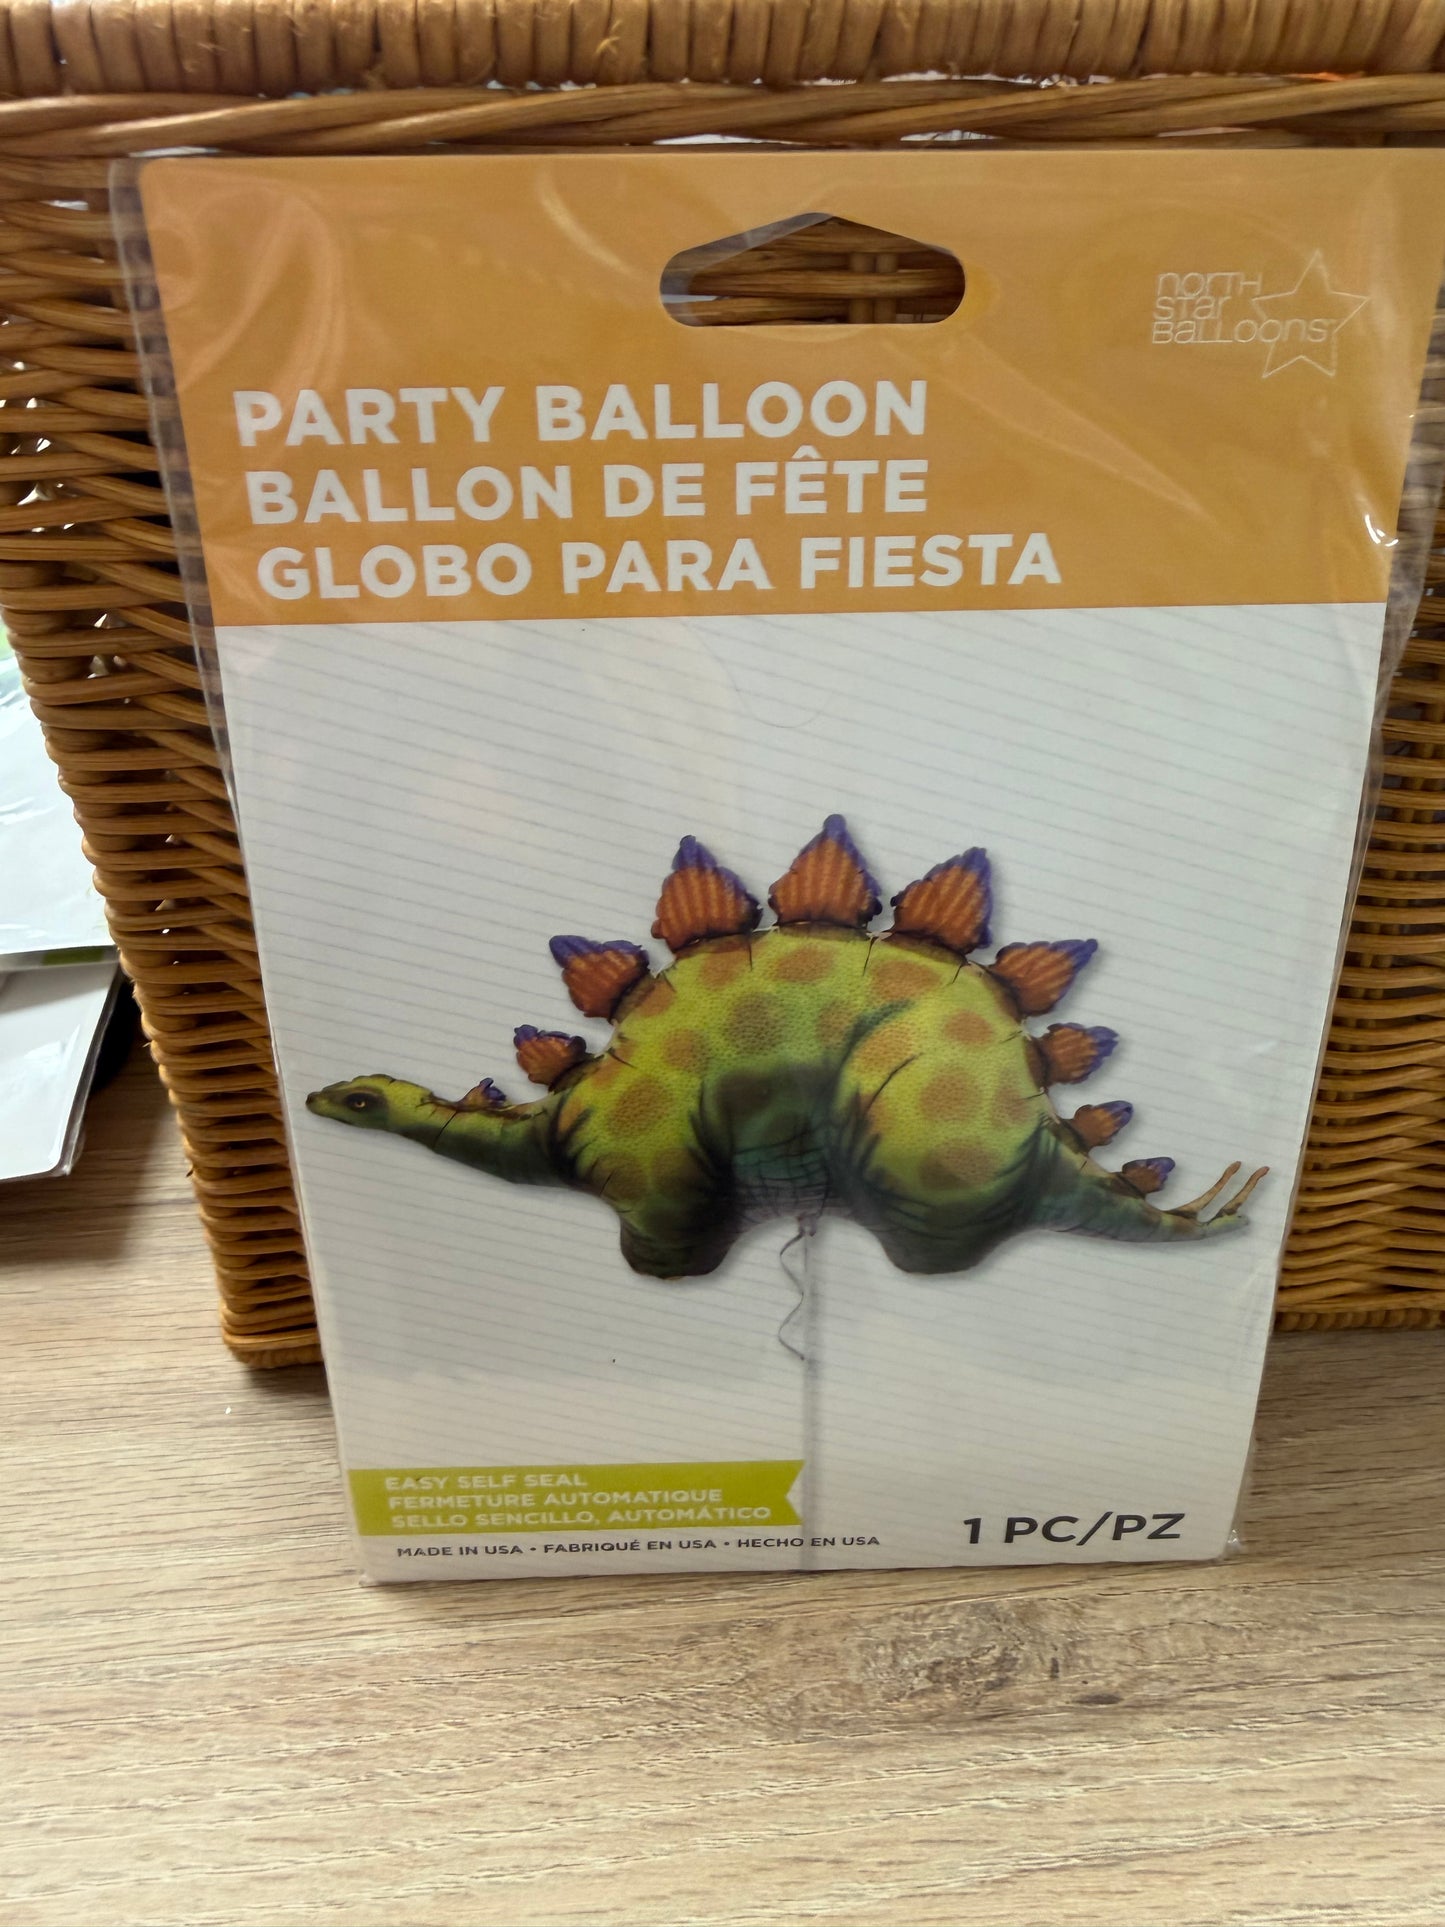 north
star
balloons
PARTY BALLOON
BALLON DE FÊTE
GLOBO PARA FIESTA
EASY SELF SEAL
FERMETURE AUTOMATIQUE
SELLO SENCILLO, AUTOMÁTICO
MADE IN USA • FABRIQUÉ EN USA • HECHO EN USA
1 PC/PZ